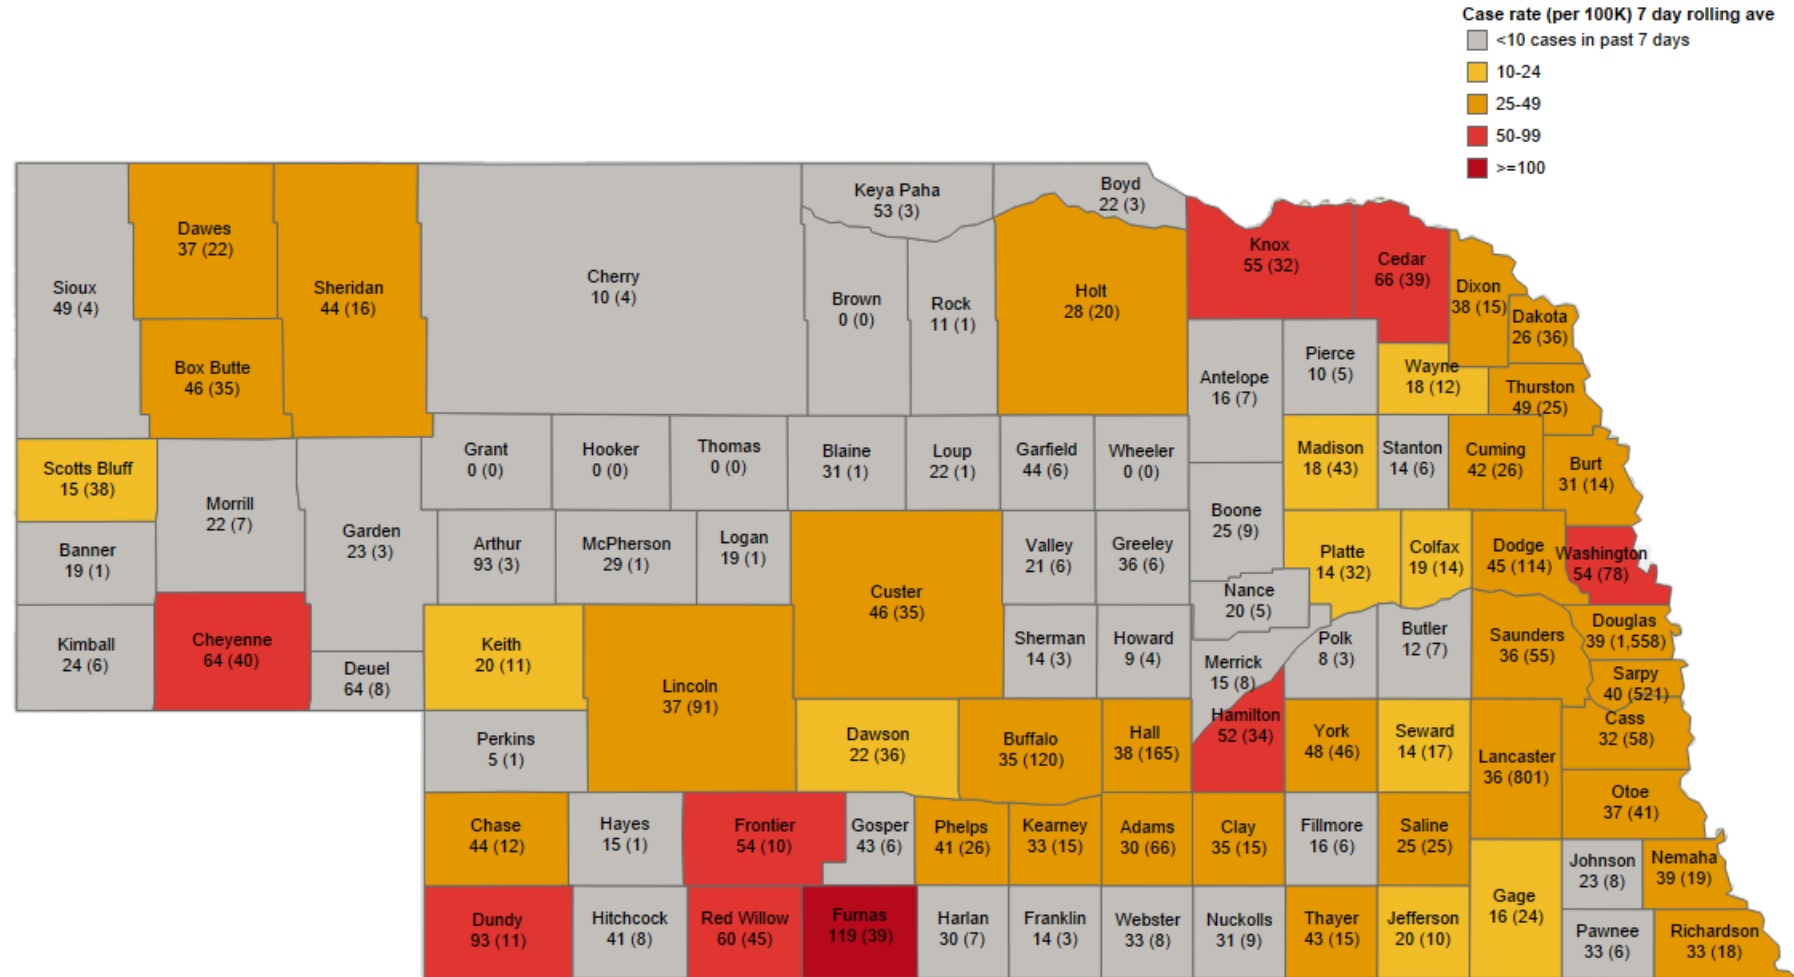 Case rate (per 100K) 7 day rolling ave
<10 cases in past 7 days
10-24
25-49
50-99
>=100
Sioux
49 (4)
Dawes
37 (22)
Sheridan
44 (16)
Box Butte
46 (35)
Cherry
10 (4)
Keya Paha
53 (3)
Boyd
22 (3)
Brown
0 (0)
Rock
11 (1)
Holt
28 (20)
Knox
55 (32)
Cedar
66 (39)
Dixon
38 (15)
Dakota
26 (36)
Antelope
16 (7)
Pierce
10 (5)
Wayne
18 (12)
Thurston
49 (25)
Scotts Bluff
15 (38)
Morrill
22 (7)
Garden
23 (3)
Grant
0 (0)
Hooker
0 (0)
Thomas
0 (0)
Blaine
31 (1)
Loup
22 (1)
Garfield
44 (6)
Wheeler
0 (0)
Madison
18 (43)
Stanton
14 (6)
Cuming
42 (26)
Burt
31 (14)
Banner
19 (1)
Arthur
93 (3)
McPherson
29 (1)
Logan
19 (1)
Custer
46 (35)
Valley
21 (6)
Greeley
36 (6)
Boone
25 (9)
Platte
14 (32)
Colfax
19 (14)
Dodge
45 (114)
Washington
54 (78)
Nance
20 (5)
Kimball
24 (6)
Cheyenne
64 (40)
Deuel
64 (8)
Keith
20 (11)
Lincoln
37 (91)
Sherman
14 (3)
Howard
9 (4)
Merrick
15 (8)
Polk
8 (3)
Butler
12 (7)
Saunders
36 (55)
Douglas
39 (1,558)
Sarpy
40 (521)
Perkins
5 (1)
Dawson
22 (36)
Buffalo
35 (120)
Hall
38 (165)
Hamilton
52 (34)
York
48 (46)
Seward
14 (17)
Lancaster
36 (801)
Cass
32 (58)
Otoe
37 (41)
Chase
44 (12)
Hayes
15 (1)
Frontier
54 (10)
Gosper
43 (6)
Phelps
41 (26)
Kearney
33 (15)
Adams
30 (66)
Clay
35 (15)
Fillmore
16 (6)
Saline
25 (25)
Johnson
23 (8)
Nemaha
39 (19)
Dundy
93 (11)
Hitchcock
41 (8)
Red Willow
60 (45)
Furnas
119 (39)
Harlan
30 (7)
Franklin
14 (3)
Webster
33 (8)
Nuckolls
31 (9)
Thayer
43 (15)
Jefferson
20 (10)
Gage
16 (24)
Pawnee
33 (6)
Richardson
33 (18)